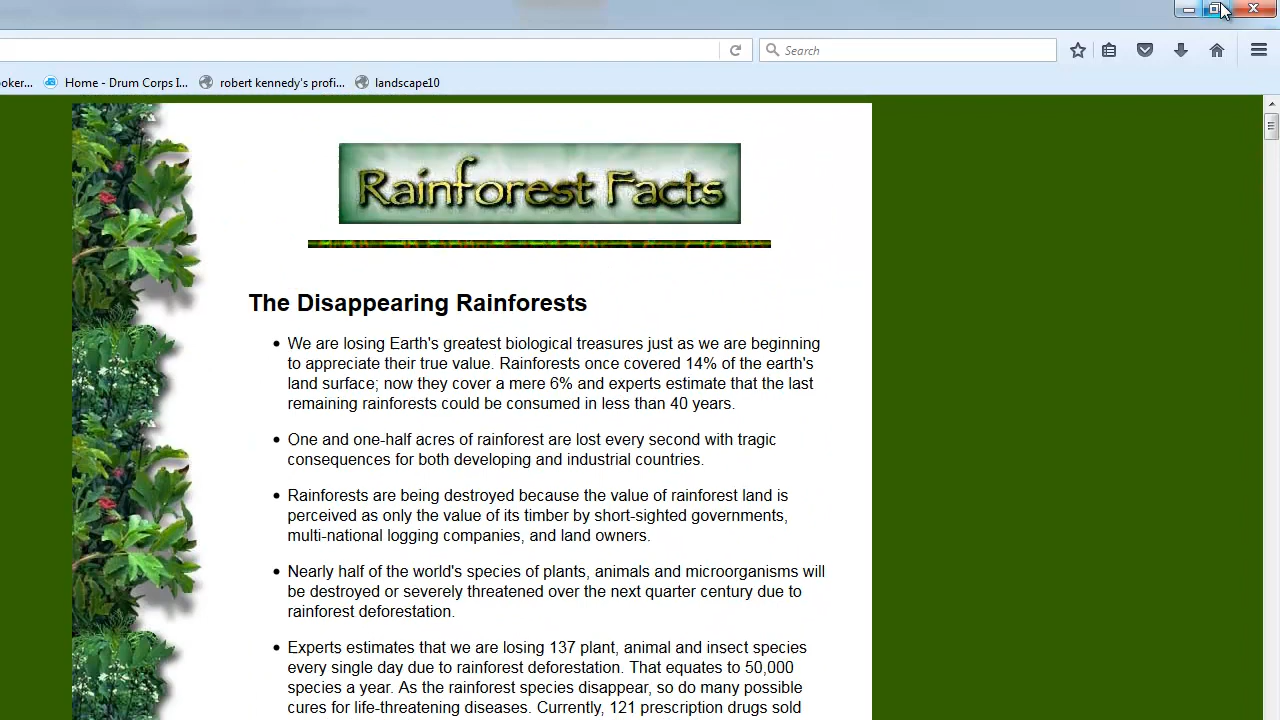 Search
oker... Home - Drum Corps I... robert kennedy's profi... landscape10
Rainforest Facts
The Disappearing Rainforests
• We are losing Earth's greatest biological treasures just as we are beginning
to appreciate their true value. Rainforests once covered 14% of the earth's
land surface; now they cover a mere 6% and experts estimate that the last
remaining rainforests could be consumed in less than 40 years.
• One and one-half acres of rainforest are lost every second with tragic
consequences for both developing and industrial countries.
• Rainforests are being destroyed because the value of rainforest land is
perceived as only the value of its timber by short-sighted governments,
multi-national logging companies, and land owners.
• Nearly half of the world's species of plants, animals and microorganisms will
be destroyed or severely threatened over the next quarter century due to
rainforest deforestation.
• Experts estimates that we are losing 137 plant, animal and insect species
every single day due to rainforest deforestation. That equates to 50,000
species a year. As the rainforest species disappear, so do many possible
cures for life-threatening diseases. Currently, 121 prescription drugs sold